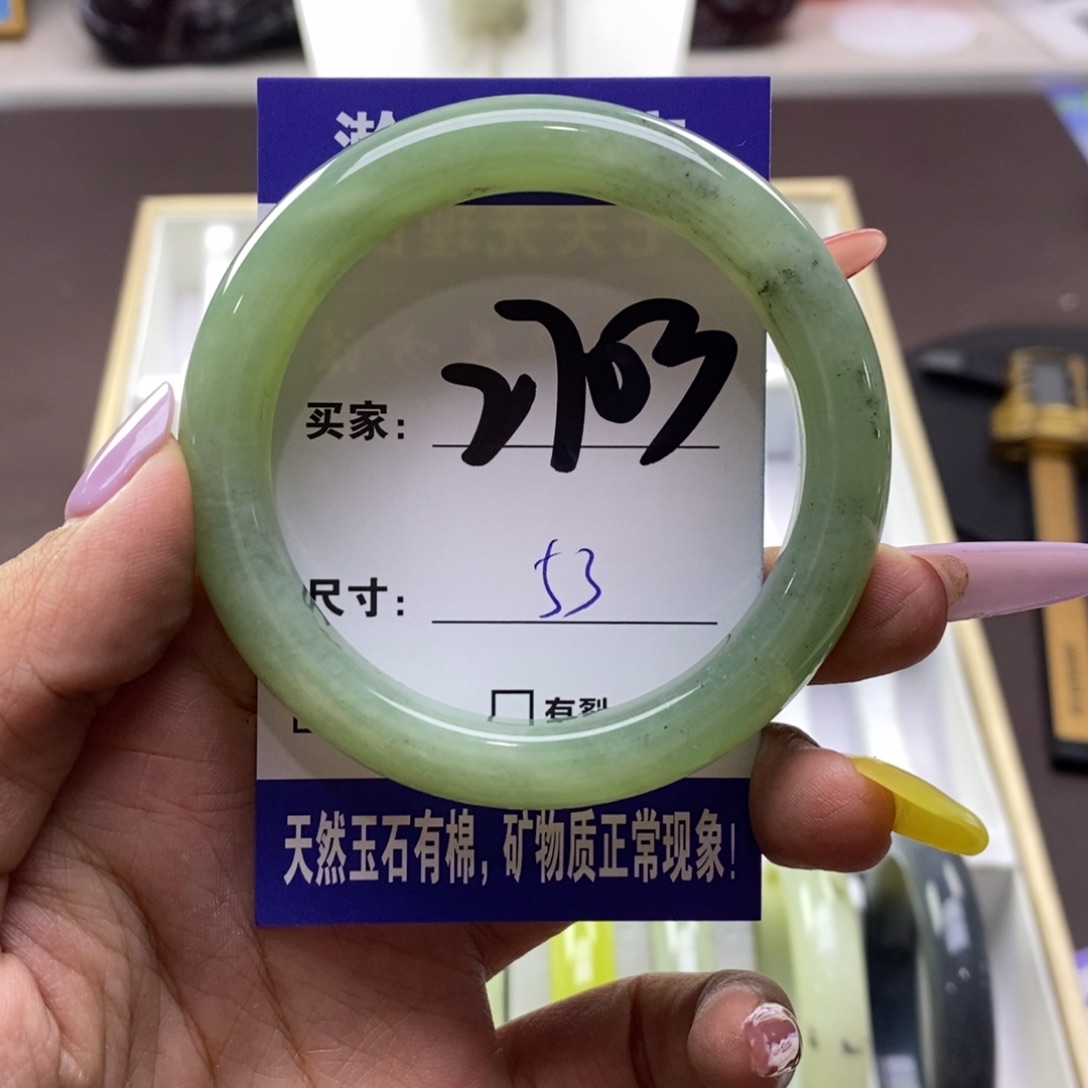 买家: 2703
尺寸: 53
有裂
天然玉石有棉，矿物质正常现象!